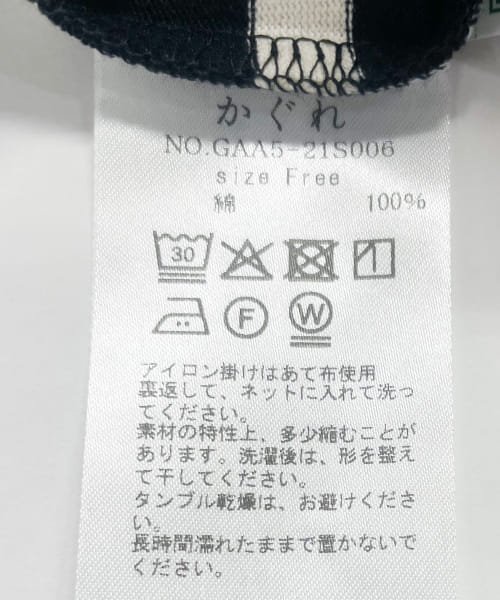 かぐれ
NO.GAA5-21S006
size Free
綿 100%
30
F W
アイロン掛けはあて布使用
裏返して、ネットに入れて洗っ
てください。
素材の特性上、多少縮むことが
あります。洗濯後は、形を整え
て干してください。
タンブル乾燥は、お避けくださ
い。
長時間濡れたままで置かないで
ください。